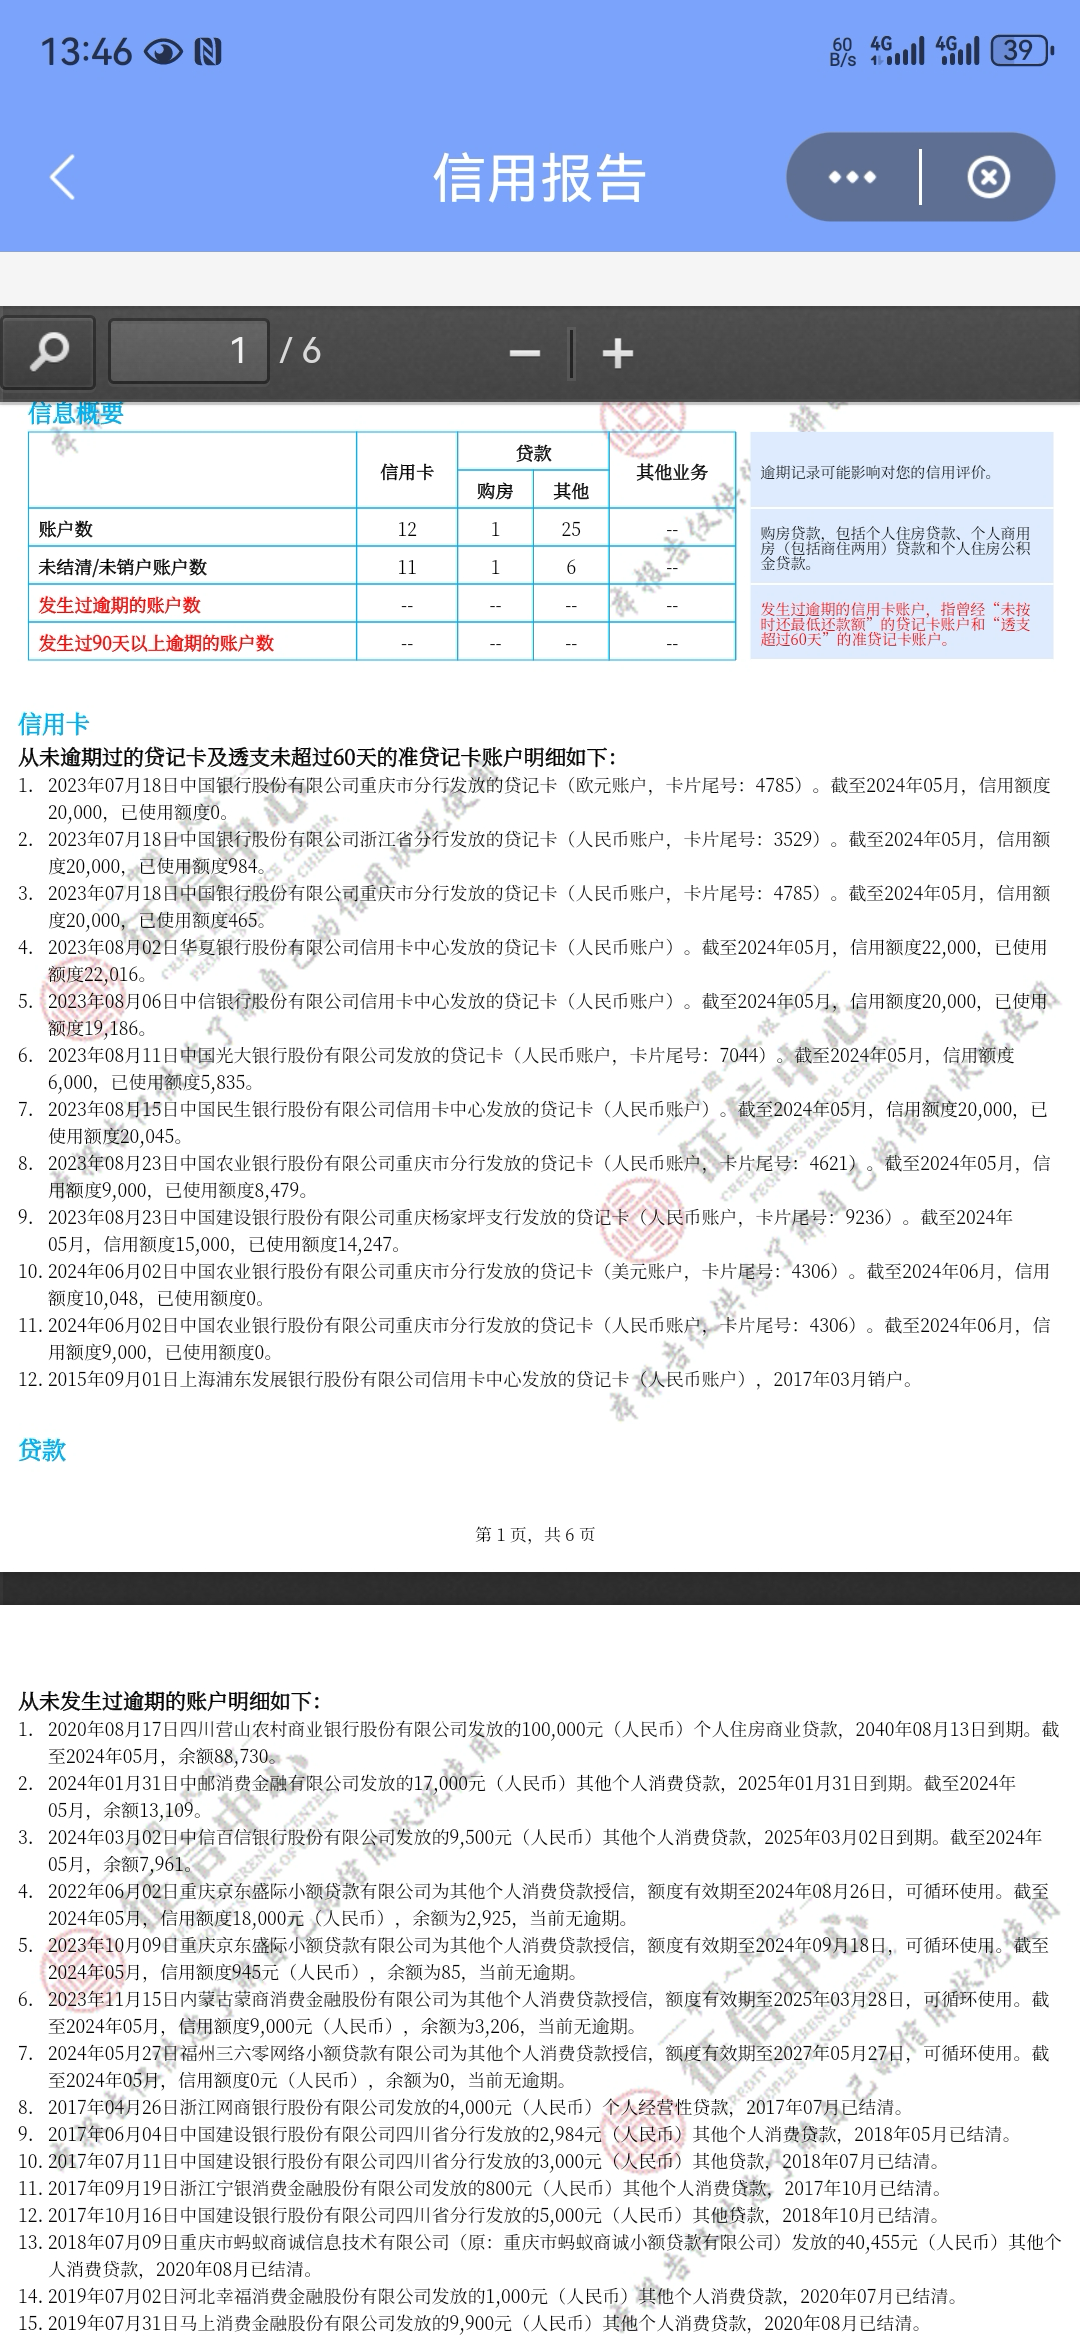 13:46
60 B/s 4G 4G 39
信用报告
1 / 6
信息概要
信用卡 贷款 其他业务
购房 其他
账户数 12 1 25 --
未结清/未销户账户数 11 1 6 --
发生过逾期的账户数 -- -- -- --
发生过90天以上逾期的账户数 -- -- -- --
逾期记录可能影响对您的信用评价。
购房贷款，包括个人住房贷款、个人商用
房（包括商住两用）贷款和个人住房公积
金贷款。
发生过逾期的信用卡账户，指曾经“未按
时还最低还款额”的贷记卡账户和“透支
超过60天”的准贷记卡账户。
信用卡
从未逾期过的贷记卡及透支未超过60天的准贷记卡账户明细如下：
1. 2023年07月18日中国银行股份有限公司重庆市分行发放的贷记卡（欧元账户，卡片尾号：4785）。截至2024年05月，信用额度
20,000，已使用额度0。
2. 2023年07月18日中国银行股份有限公司浙江省分行发放的贷记卡（人民币账户，卡片尾号：3529）。截至2024年05月，信用额
度20,000，已使用额度984。
3. 2023年07月18日中国银行股份有限公司重庆市分行发放的贷记卡（人民币账户，卡片尾号：4785）。截至2024年05月，信用额
度20,000，已使用额度465。
4. 2023年08月02日华夏银行股份有限公司信用卡中心发放的贷记卡（人民币账户）。截至2024年05月，信用额度22,000，已使用
额度22,016。
5. 2023年08月06日中信银行股份有限公司信用卡中心发放的贷记卡（人民币账户）。截至2024年05月，信用额度20,000，已使用
额度19,186。
6. 2023年08月11日中国光大银行股份有限公司发放的贷记卡（人民币账户，卡片尾号：7044）。截至2024年05月，信用额度
6,000，已使用额度5,835。
7. 2023年08月15日中国民生银行股份有限公司信用卡中心发放的贷记卡（人民币账户）。截至2024年05月，信用额度20,000，已
使用额度20,045。
8. 2023年08月23日中国农业银行股份有限公司重庆市分行发放的贷记卡（人民币账户，卡片尾号：4621）。截至2024年05月，信
用额度9,000，已使用额度8,479。
9. 2023年08月23日中国建设银行股份有限公司重庆杨家坪支行发放的贷记卡（人民币账户，卡片尾号：9236）。截至2024年
05月，信用额度15,000，已使用额度14,247。
10. 2024年06月02日中国农业银行股份有限公司重庆市分行发放的贷记卡（美元账户，卡片尾号：4306）。截至2024年06月，信用
额度10,048，已使用额度0。
11. 2024年06月02日中国农业银行股份有限公司重庆市分行发放的贷记卡（人民币账户，卡片尾号：4306）。截至2024年06月，信
用额度9,000，已使用额度0。
12. 2015年09月01日上海浦东发展银行股份有限公司信用卡中心发放的贷记卡（人民币账户），2017年03月销户。
贷款
第 1 页，共 6 页
从未发生过逾期的账户明细如下：
1. 2020年08月17日四川营山农村商业银行股份有限公司发放的100,000元（人民币）个人住房商业贷款，2040年08月13日到期。截
至2024年05月，余额88,730。
2. 2024年01月31日中邮消费金融有限公司发放的17,000元（人民币）其他个人消费贷款，2025年01月31日到期。截至2024年
05月，余额13,109。
3. 2024年03月02日中信百信银行股份有限公司发放的9,500元（人民币）其他个人消费贷款，2025年03月02日到期。截至2024年
05月，余额7,961。
4. 2022年06月02日重庆京东盛际小额贷款有限公司为其他个人消费贷款授信，额度有效期至2024年08月26日，可循环使用。截至
2024年05月，信用额度18,000元（人民币），余额为2,925，当前无逾期。
5. 2023年10月09日重庆京东盛际小额贷款有限公司为其他个人消费贷款授信，额度有效期至2024年09月18日，可循环使用。截至
2024年05月，信用额度945元（人民币），余额为85，当前无逾期。
6. 2023年11月15日内蒙古蒙商消费金融股份有限公司为其他个人消费贷款授信，额度有效期至2025年03月28日，可循环使用。截
至2024年05月，信用额度9,000元（人民币），余额为3,206，当前无逾期。
7. 2024年05月27日福州三六零网络小额贷款有限公司为其他个人消费贷款授信，额度有效期至2027年05月27日，可循环使用。截
至2024年05月，信用额度0元（人民币），余额为0，当前无逾期。
8. 2017年04月26日浙江网商银行股份有限公司发放的4,000元（人民币）个人经营性贷款，2017年07月已结清。
9. 2017年06月04日中国建设银行股份有限公司四川省分行发放的2,984元（人民币）其他个人消费贷款，2018年05月已结清。
10. 2017年07月11日中国建设银行股份有限公司四川省分行发放的3,000元（人民币）其他贷款，2018年07月已结清。
11. 2017年09月19日浙江宁银消费金融股份有限公司发放的800元（人民币）其他个人消费贷款，2017年10月已结清。
12. 2017年10月16日中国建设银行股份有限公司四川省分行发放的5,000元（人民币）其他贷款，2018年10月已结清。
13. 2018年07月09日重庆市蚂蚁商诚信息技术有限公司（原：重庆市蚂蚁商诚小额贷款有限公司）发放的40,455元（人民币）其他个
人消费贷款，2020年08月已结清。
14. 2019年07月02日河北幸福消费金融股份有限公司发放的1,000元（人民币）其他个人消费贷款，2020年07月已结清。
15. 2019年07月31日马上消费金融股份有限公司发放的9,900元（人民币）其他个人消费贷款，2020年08月已结清。